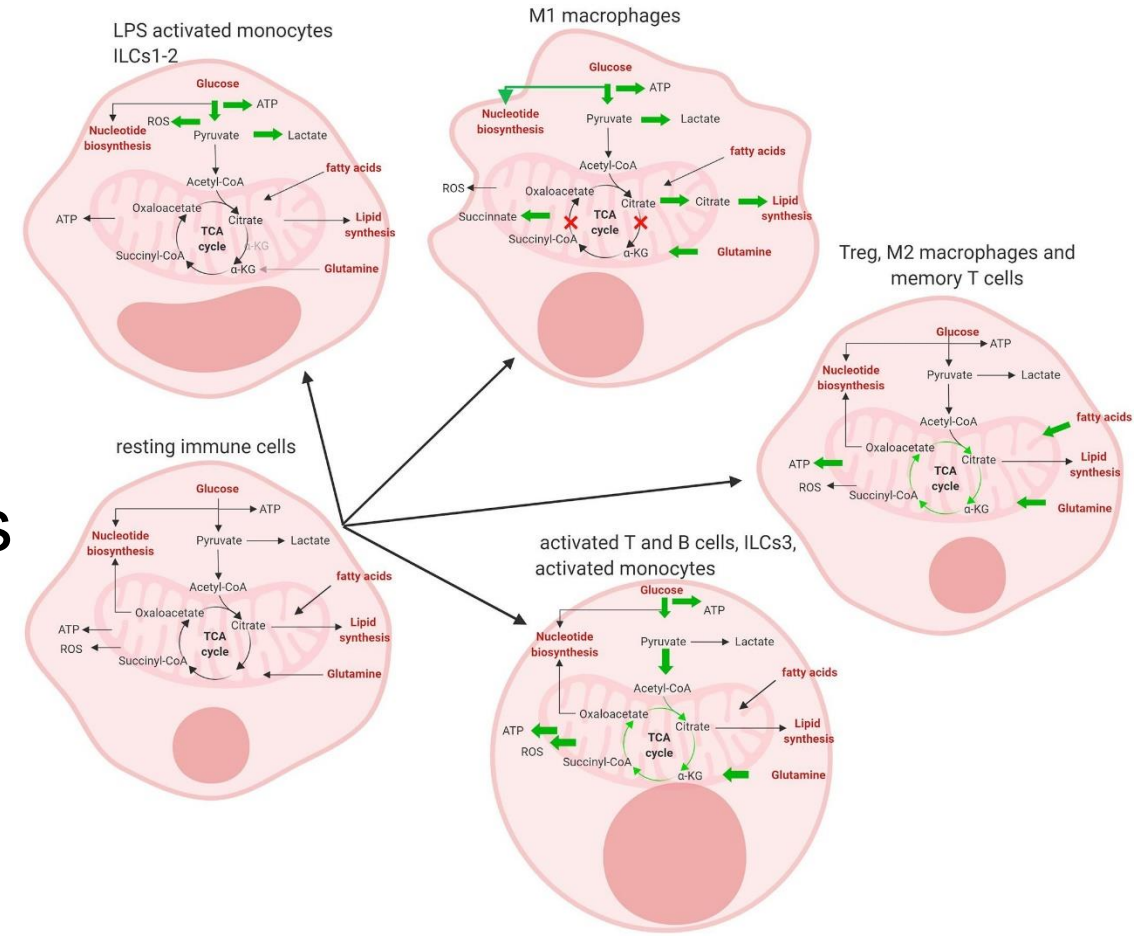 LPS activated monocytes
ILCs1-2
Glucose
ATP
ROS
Nucleotide
biosynthesis
Pyruvate
Lactate
fatty acids
Acetyl-CoA
Oxaloacetate
Citrate
ATP
TCA
cycle
Lipid
synthesis
α-KG
Succinyl-CoA
α-KG
Glutamine
M1 macrophages
Glucose
ATP
Nucleotide
biosynthesis
Pyruvate
Lactate
fatty acids
Acetyl-CoA
ROS
Oxaloacetate
Citrate
Citrate
Lipid
synthesis
Succinnate
TCA
cycle
Succinyl-CoA
α-KG
Glutamine
Treg, M2 macrophages and
memory T cells
Glucose
ATP
Nucleotide
biosynthesis
Pyruvate
Lactate
fatty acids
Acetyl-CoA
Oxaloacetate
Citrate
ATP
TCA
cycle
Lipid
synthesis
ROS
Succinyl-CoA
α-KG
Glutamine
resting immune cells
Glucose
ATP
Nucleotide
biosynthesis
Pyruvate
Lactate
fatty acids
Acetyl-CoA
Oxaloacetate
Citrate
ATP
TCA
cycle
Lipid
synthesis
ROS
Succinyl-CoA
Glutamine
s
activated T and B cells, ILCs3,
activated monocytes
Glucose
ATP
Nucleotide
biosynthesis
Pyruvate
Lactate
fatty acids
Acetyl-CoA
Oxaloacetate
Citrate
ATP
TCA
cycle
Lipid
synthesis
ROS
Succinyl-CoA
α-KG
Glutamine